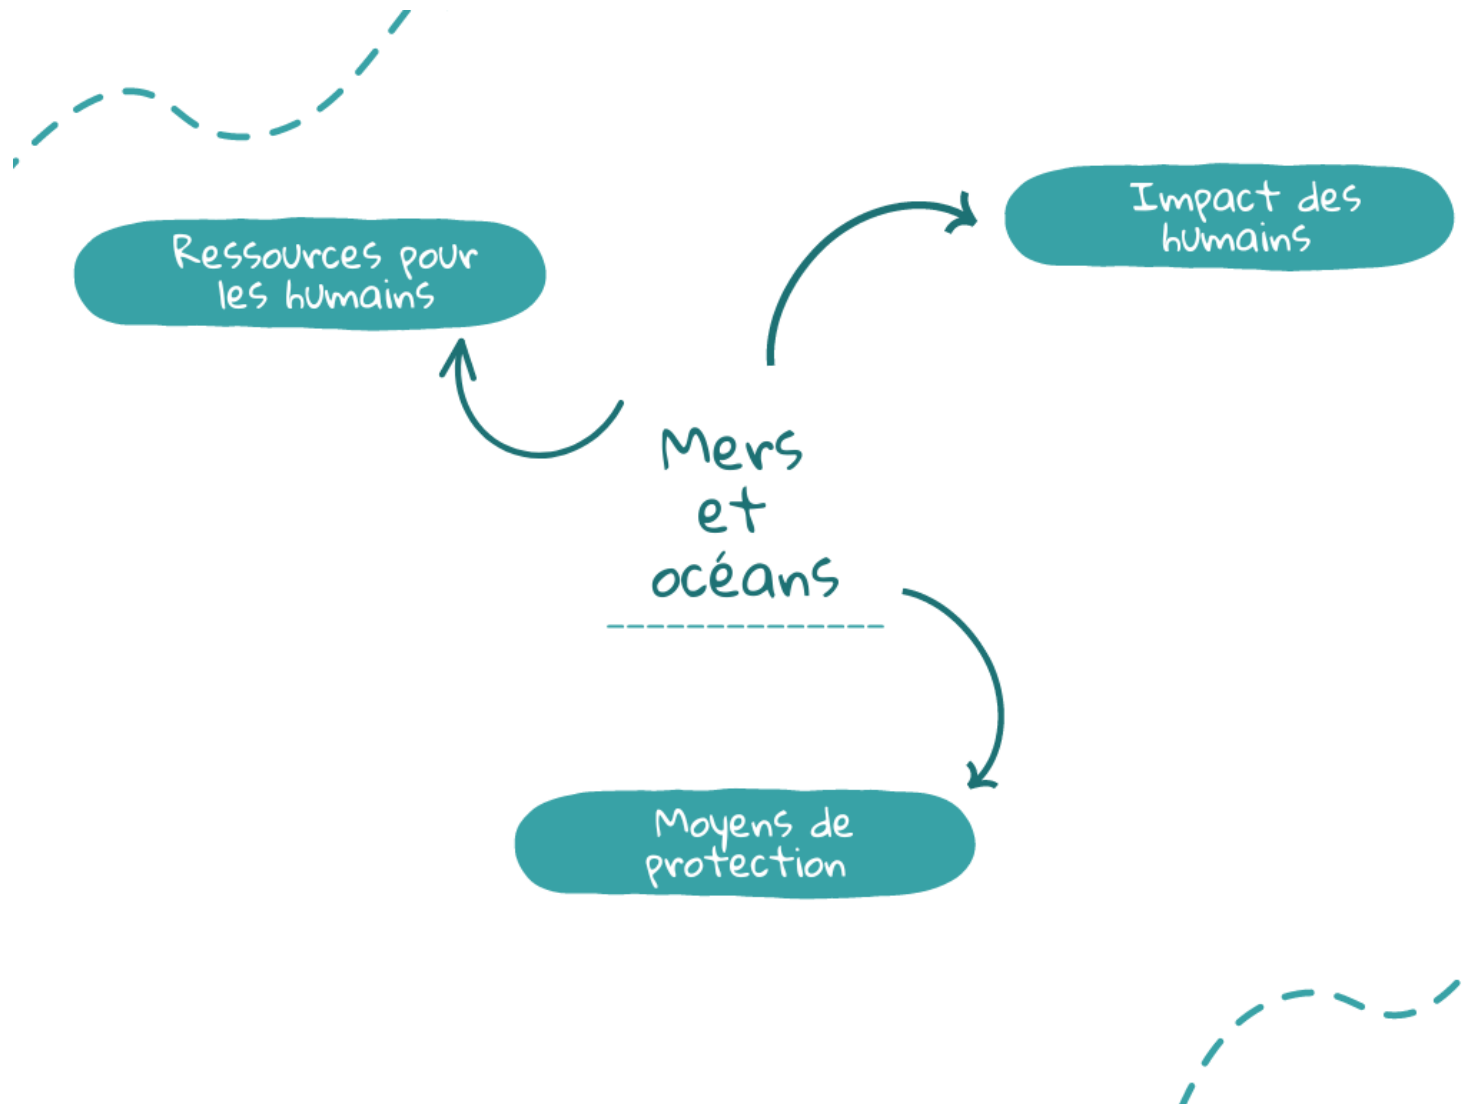 Impact des
humains
Ressources pour
les humains
Mers
et
océans
Moyens de
protection